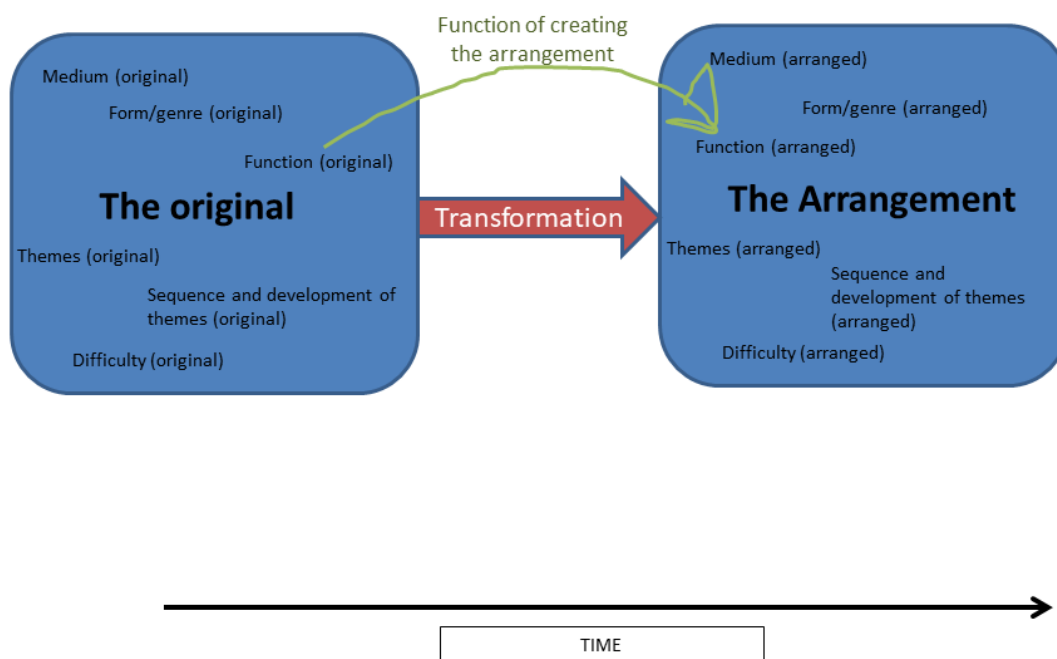 Function of creating
the arrangement
Medium (original)
Form/genre (original)
Function (original)
The original
Themes (original)
Sequence and development of
themes (original)
Difficulty (original)
Transformation
Medium (arranged)
Form/genre (arranged)
Function (arranged)
The Arrangement
Themes (arranged)
Sequence and
development of themes
(arranged)
Difficulty (arranged)
TIME